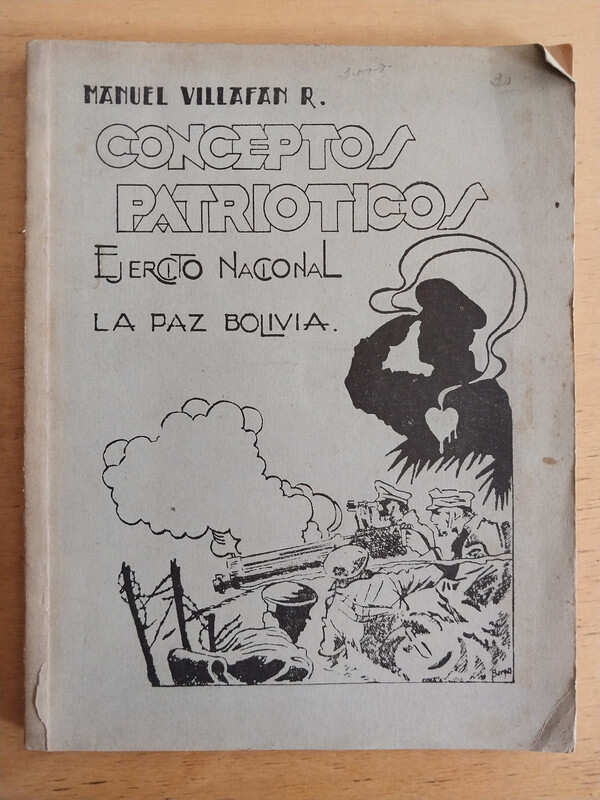 MANUEL VILLAFAN R.
CONCEPTOS
PATRIOTICOS
EJERCITO NACIONAL
LA PAZ BOLIVIA.